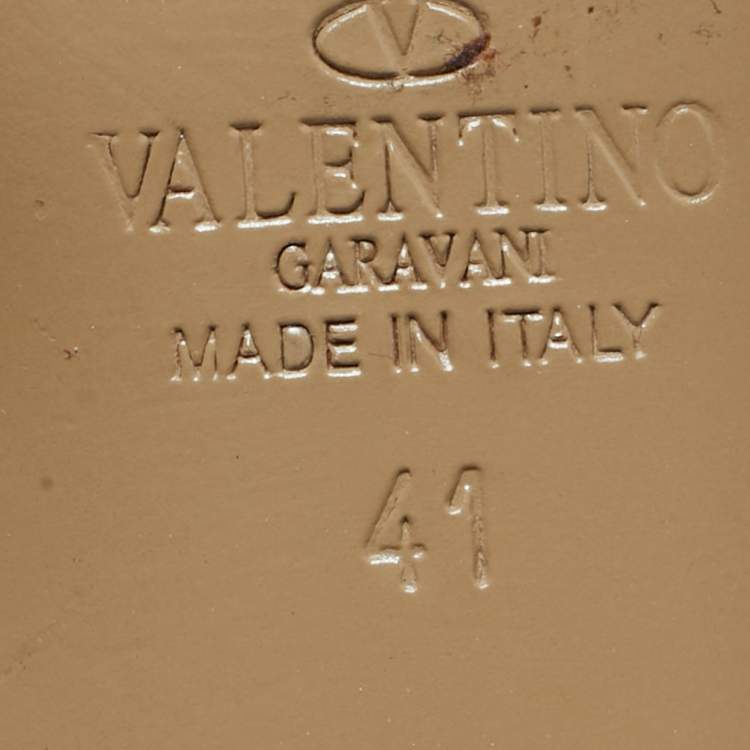 V
VALENTINO
GARAVANI
MADE IN ITALY
41